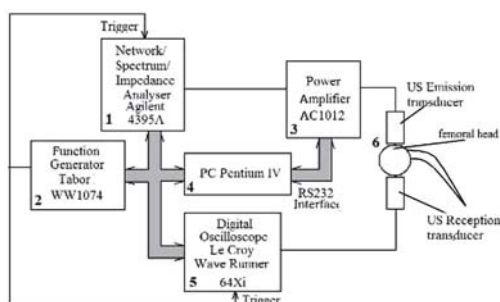 Trigger
Network/
Spectrum/
Impedance
Analyser
Agilent
1 4395A
Power
Amplifier
AC1012
3
US Emission
transducer
6 femoral head
Function
Generator
Tabor
2 WW1074
PC Pentium IV
4
RS232
Interface
US Reception
transducer
Digital
Oscilloscope
Le Croy
Wave Runner
5 64Xi
Trigger